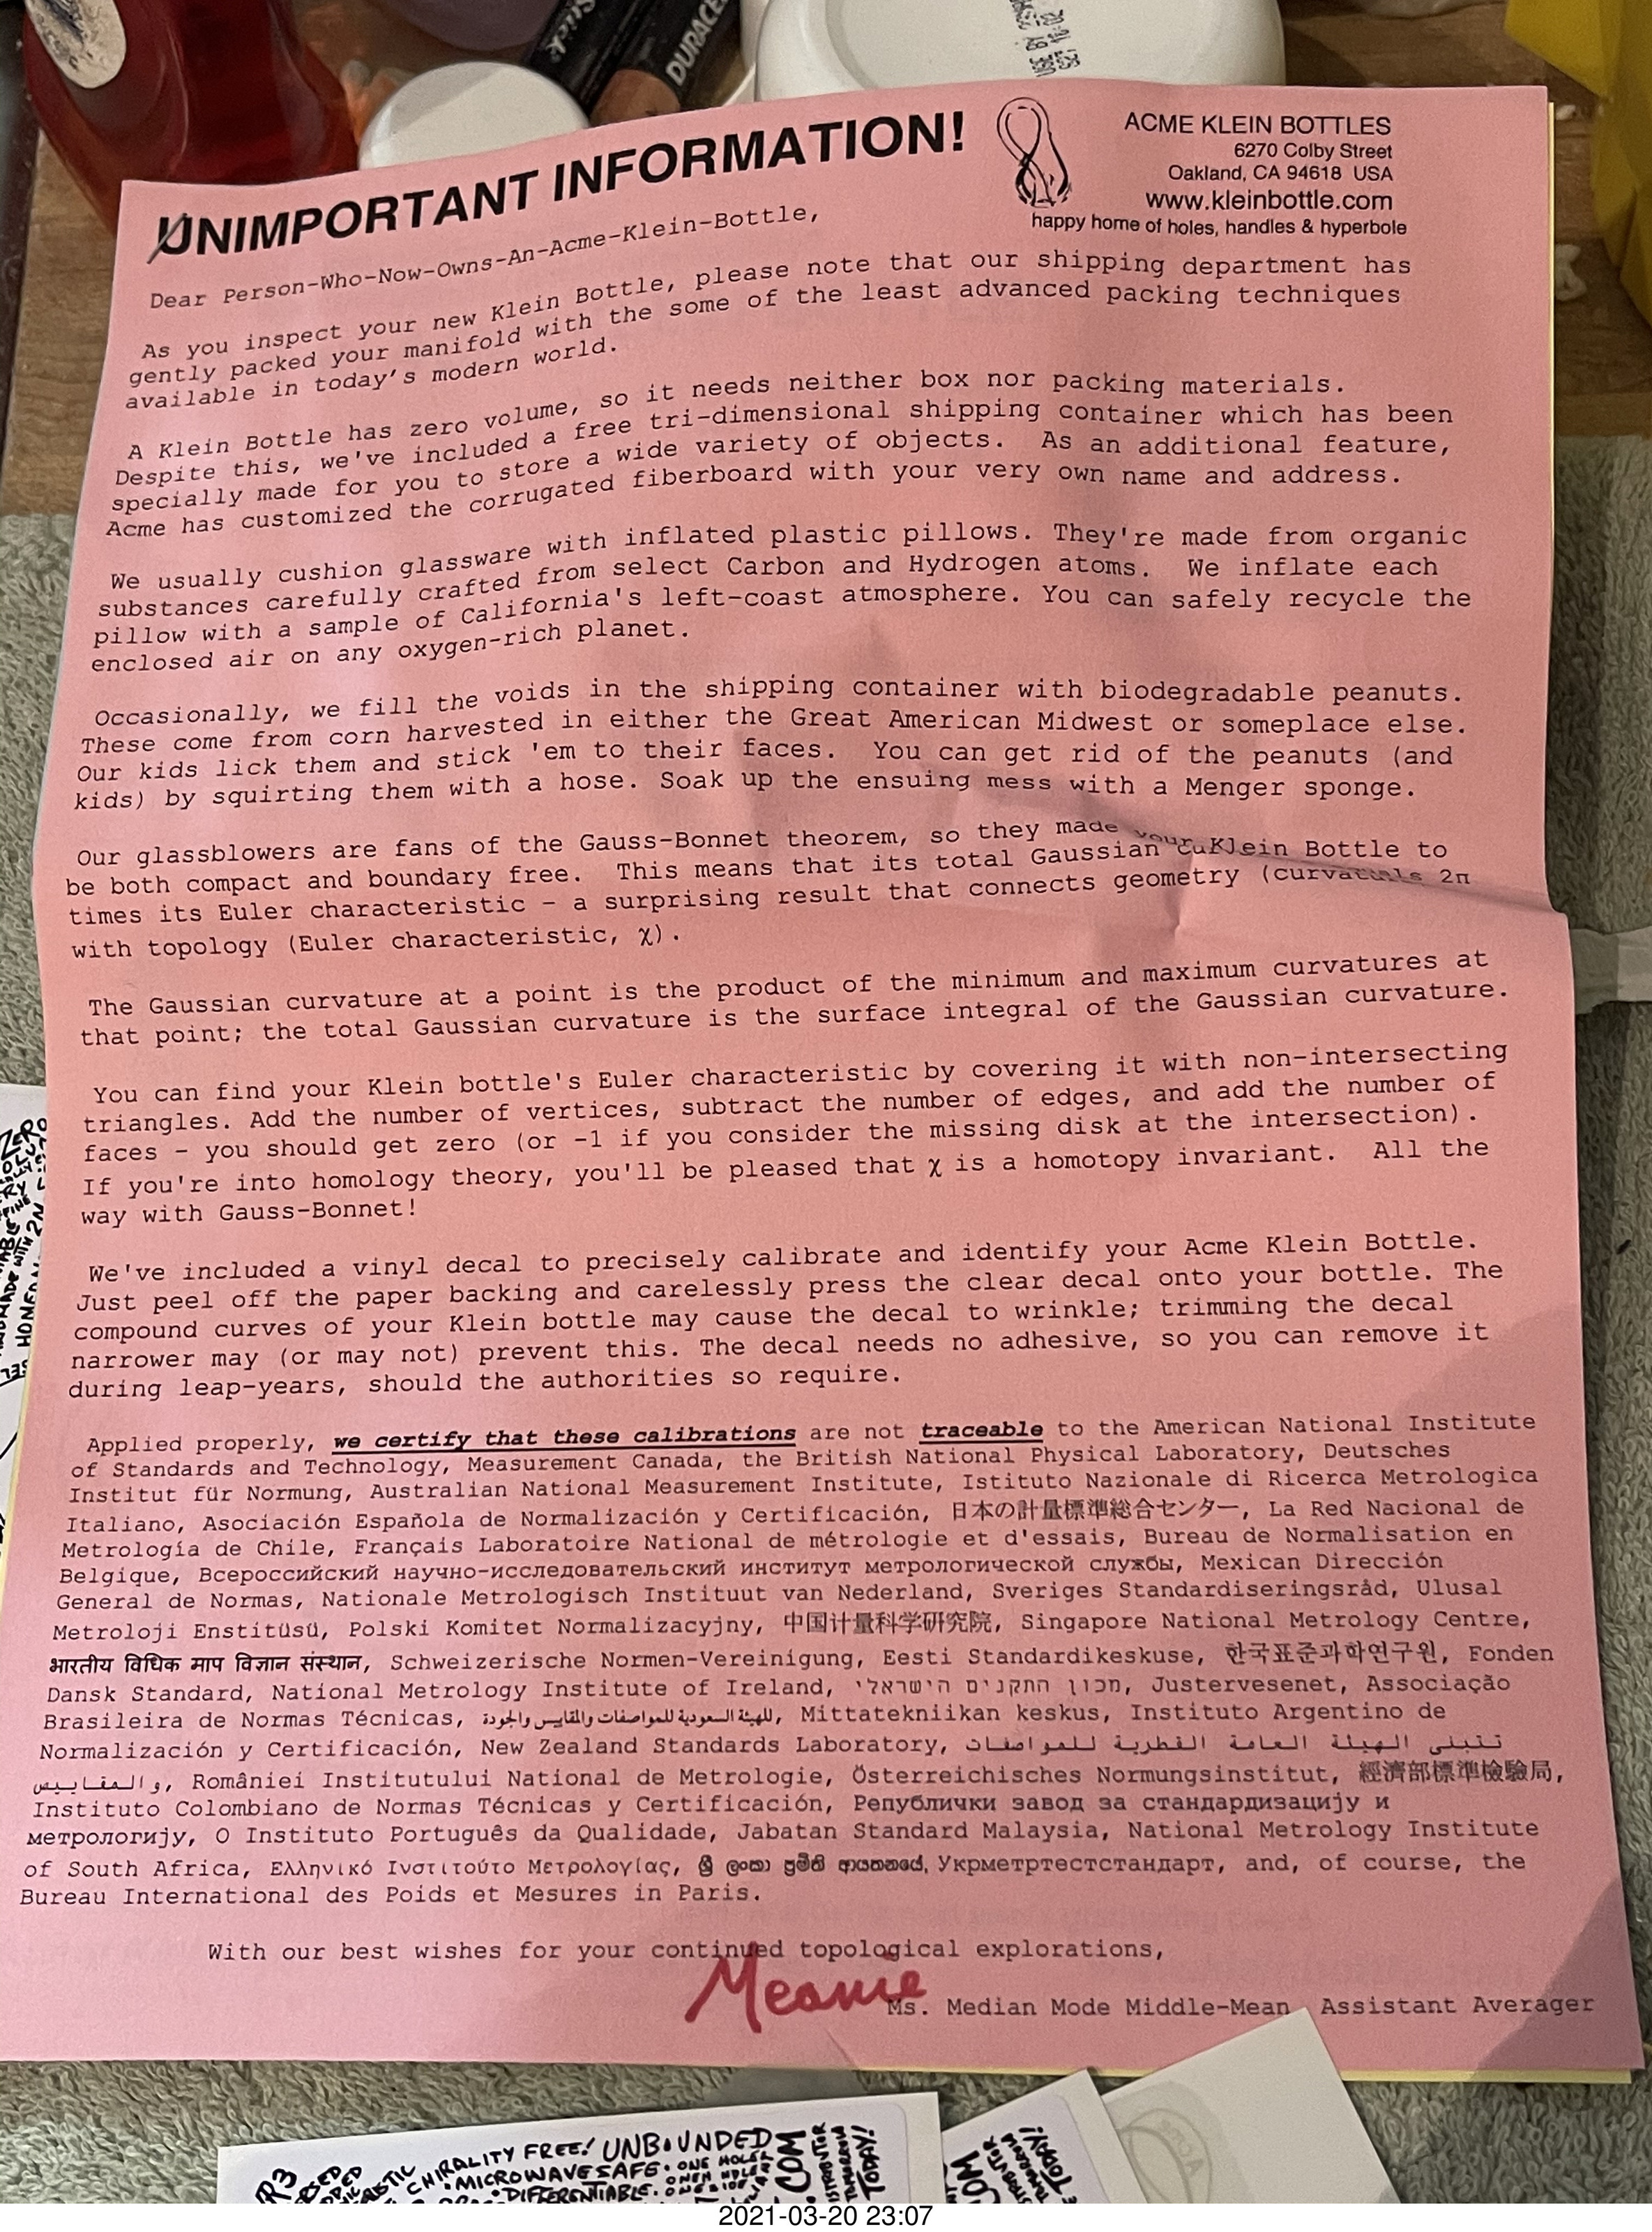 UNIMPORTANT INFORMATION!
ACME KLEIN BOTTLES
6270 Colby Street
Oakland, CA 94618 USA
www.kleinbottle.com
happy home of holes, handles & hyperbole
Dear Person-Who-Now-Owns-An-Acme-Klein-Bottle,
As you inspect your new Klein Bottle, please note that our shipping department has
gently packed your manifold with the some of the least advanced packing techniques
available in today's modern world.
A Klein Bottle has zero volume, so it needs neither box nor packing materials.
Despite this, we've included a free tri-dimensional shipping container which has been
specially made for you to store a wide variety of objects. As an additional feature,
Acme has customized the corrugated fiberboard with your very own name and address.
We usually cushion glassware with inflated plastic pillows. They're made from organic
substances carefully crafted from select Carbon and Hydrogen atoms. We inflate each
pillow with a sample of California's left-coast atmosphere. You can safely recycle the
enclosed air on any oxygen-rich planet.
Occasionally, we fill the voids in the shipping container with biodegradable peanuts.
These come from corn harvested in either the Great American Midwest or someplace else.
Our kids lick them and stick 'em to their faces. You can get rid of the peanuts (and
kids) by squirting them with a hose. Soak up the ensuing mess with a Menger sponge.
Our glassblowers are fans of the Gauss-Bonnet theorem, so they made your Klein Bottle to
be both compact and boundary free. This means that its total Gaussian 2π
times its Euler characteristic – a surprising result that connects geometry
with topology (Euler characteristic, χ).
The Gaussian curvature at a point is the product of the minimum and maximum curvatures at
that point; the total Gaussian curvature is the surface integral of the Gaussian curvature.
You can find your Klein bottle's Euler characteristic by covering it with non-intersecting
triangles. Add the number of vertices, subtract the number of edges, and add the number of
faces – you should get zero (or -1 if you consider the missing disk at the intersection).
If you're into homology theory, you'll be pleased that χ is a homotopy invariant. All the
way with Gauss-Bonnet!
We've included a vinyl decal to precisely calibrate and identify your Acme Klein Bottle.
Just peel off the paper backing and carelessly press the clear decal onto your bottle. The
compound curves of your Klein bottle may cause the decal to wrinkle; trimming the decal
narrower may (or may not) prevent this. The decal needs no adhesive, so you can remove it
during leap-years, should the authorities so require.
Applied properly, we certify that these calibrations are not traceable to the American National Institute
of Standards and Technology, Measurement Canada, the British National Physical Laboratory, Deutsches
Institut für Normung, Australian National Measurement Institute, Istituto Nazionale di Ricerca Metrologica
Italiano, Asociación Española de Normalización y Certificación, 日本の計量標準総合センター, La Red Nacional de
Metrología de Chile, Français Laboratoire National de métrologie et d'essais, Bureau de Normalisation en
Belgique, Всероссийский научно-исследовательский институт метрологической службы, Mexican Dirección
General de Normas, Nationale Metrologisch Instituut van Nederland, Sveriges Standardiseringsråd, Ulusal
Metroloji Enstitüsü, Polski Komitet Normalizacyjny, 中国计量科学研究院, Singapore National Metrology Centre,
भारतीय विधिक माप विज्ञान संस्थान, Schweizerische Normen-Vereinigung, Eesti Standardikeskuse, 한국표준과학연구원, Fonden
Dansk Standard, National Metrology Institute of Ireland, מכון התקנים הישראלי, Justervesenet, Associação
Brasileira de Normas Técnicas, للهيئة السعودية للمواصفات والمقاييس والجودة, Mittatekniikan keskus, Instituto Argentino de
Normalización y Certificación, New Zealand Standards Laboratory, تتبنى الهيئة العامة القطرية للمواصفات
والمقاييس, României Institutului National de Metrologie, Österreichisches Normungsinstitut, 經濟部標準檢驗局,
Instituto Colombiano de Normas Técnicas y Certificación, Републички завод за стандардизацију и
метрологију, O Instituto Português da Qualidade, Jabatan Standard Malaysia, National Metrology Institute
of South Africa, Ελληνικό Ινστιτούτο Μετρολογίας, ශ්‍රී ලංකා Укрметртестстандарт, and, of course, the
Bureau International des Poids et Mesures in Paris.
With our best wishes for your continued topological explorations,
Meanie
Ms. Median Mode Middle-Mean Assistant Averager
CHIRALITY FREE! UNBOUNDED
MICROWAVE SAFE. ONE HOLE!
DIFFERENTIABLE.
TODAY!
TODAY!
DURACELL
2021-03-20 23:07